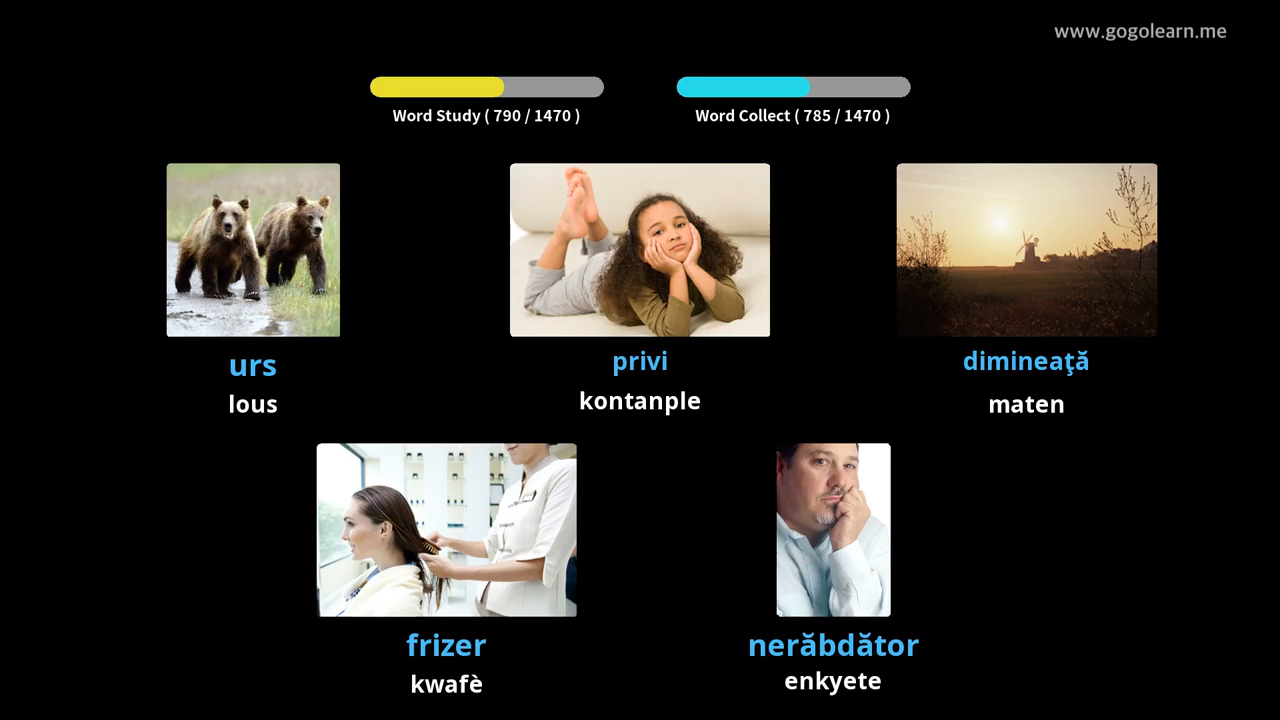 www.gogolearn.me
Word Study ( 790 / 1470 )
Word Collect ( 785 / 1470 )
urs
lous
privi
kontanple
dimineaţă
maten
frizer
kwafè
nerăbdător
enkyete